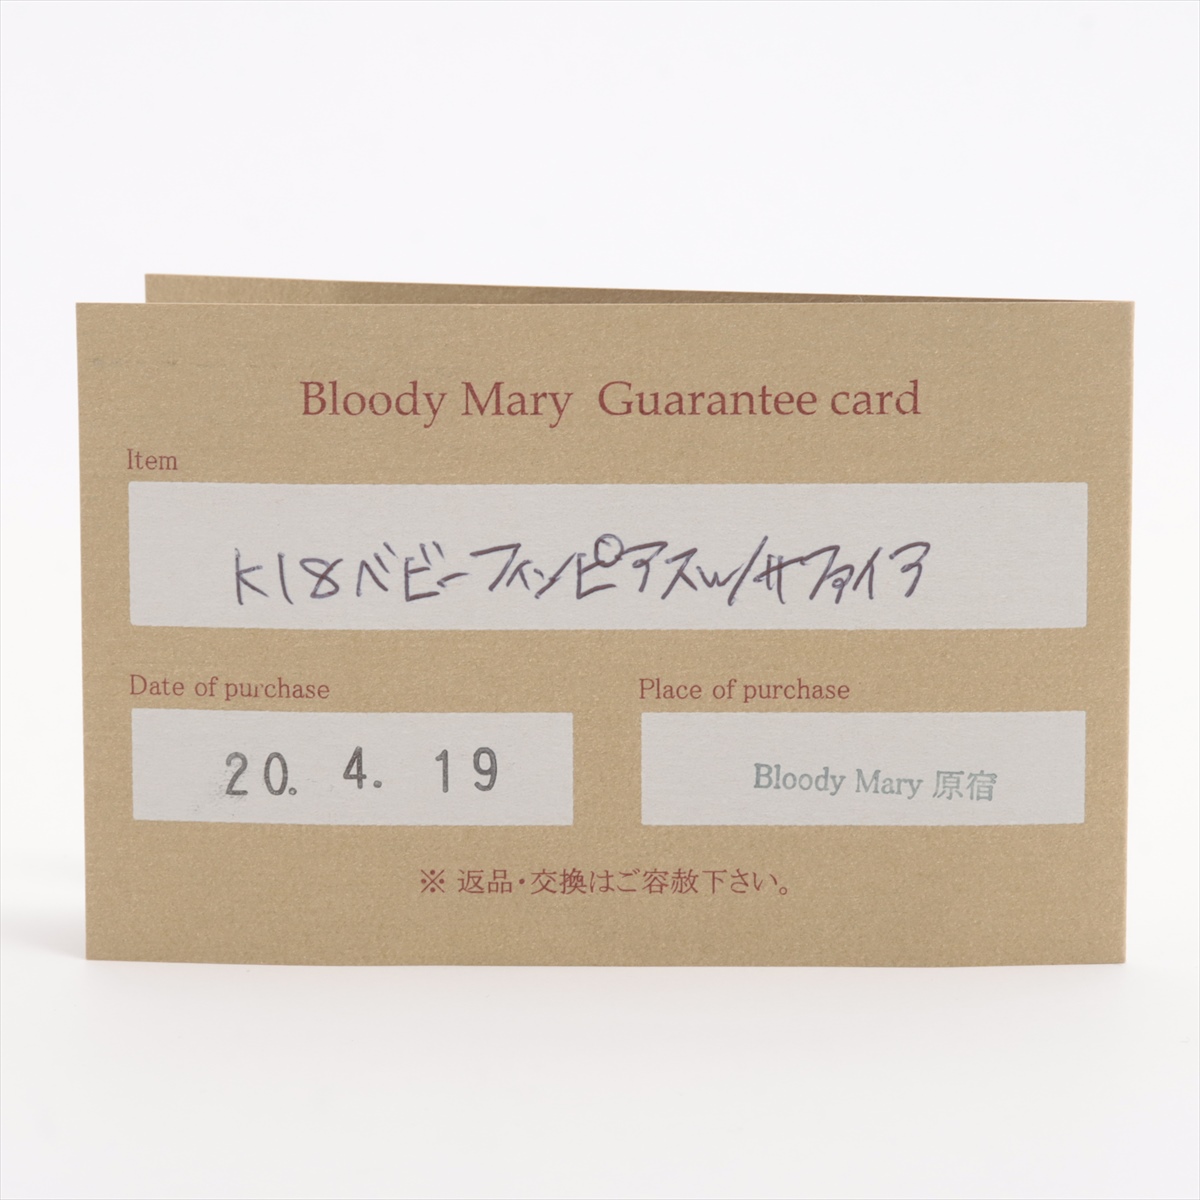 Bloody Mary Guarantee card
Item
K18ベビーフィンピアスw/サファイア
Date of purchase
20. 4. 19
Place of purchase
Bloody Mary 原宿
※ 返品・交換はご容赦下さい。